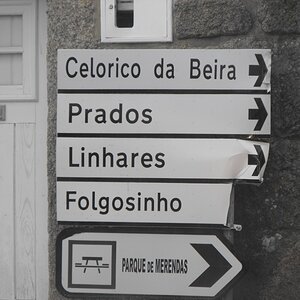 Celorico da Beira
Prados
Linhares
Folgosinho
PARQUE DE MERENDAS